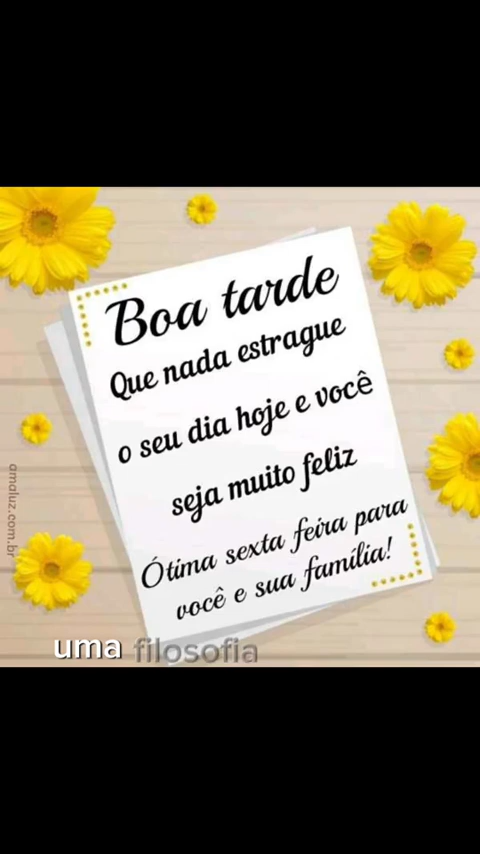 Boa tarde
Que nada estrague
o seu dia hoje e você
seja muito feliz
Ótima sexta feira para
você e sua família!
amaluz.com.br
uma filosofia